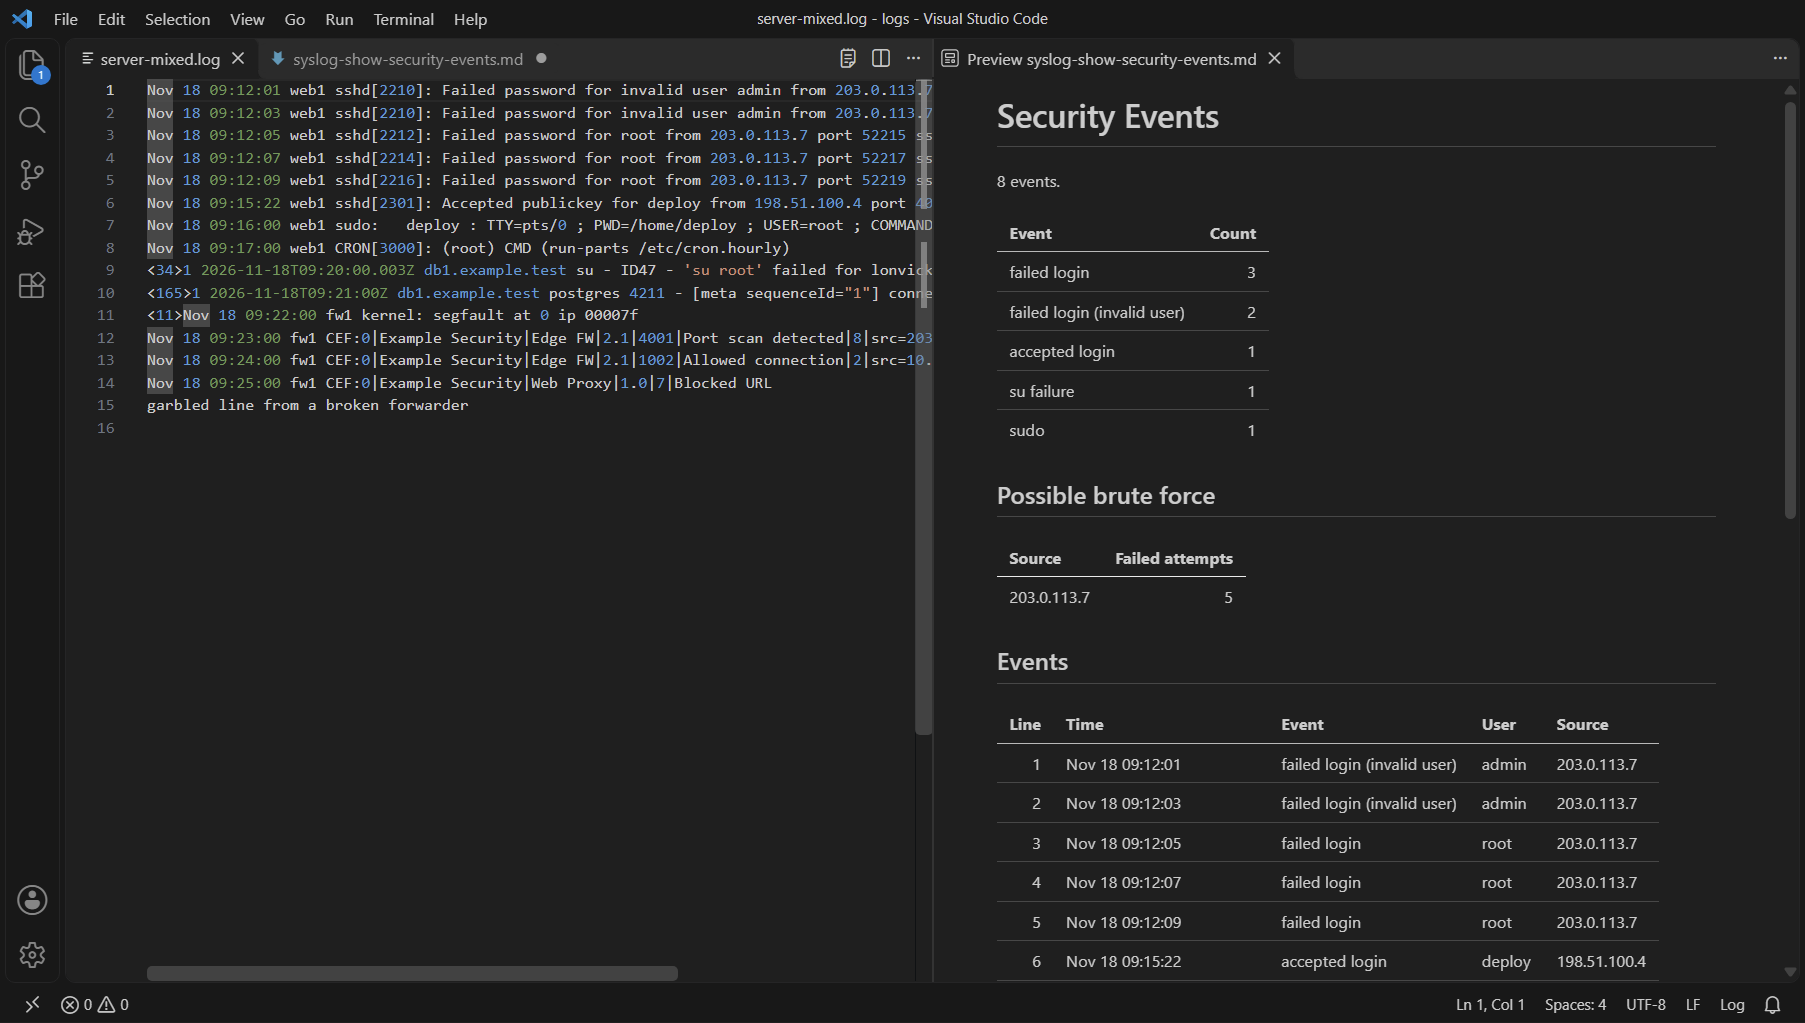 File Edit Selection View Go Run Terminal Help
server-mixed.log - logs - Visual Studio Code
1
server-mixed.log
syslog-show-security-events.md
1 Nov 18 09:12:01 web1 sshd[2210]: Failed password for invalid user admin from 203.0.113.7
2 Nov 18 09:12:03 web1 sshd[2210]: Failed password for invalid user admin from 203.0.113.7
3 Nov 18 09:12:05 web1 sshd[2212]: Failed password for root from 203.0.113.7 port 52215 ss
4 Nov 18 09:12:07 web1 sshd[2214]: Failed password for root from 203.0.113.7 port 52217 ss
5 Nov 18 09:12:09 web1 sshd[2216]: Failed password for root from 203.0.113.7 port 52219 ss
6 Nov 18 09:15:22 web1 sshd[2301]: Accepted publickey for deploy from 198.51.100.4 port 40
7 Nov 18 09:16:00 web1 sudo:   deploy : TTY=pts/0 ; PWD=/home/deploy ; USER=root ; COMMAND
8 Nov 18 09:17:00 web1 CRON[3000]: (root) CMD (run-parts /etc/cron.hourly)
9 <34>1 2026-11-18T09:20:00.003Z db1.example.test su - ID47 - 'su root' failed for lonvick
10 <165>1 2026-11-18T09:21:00Z db1.example.test postgres 4211 - [meta sequenceId="1"] conne
11 <11>Nov 18 09:22:00 fw1 kernel: segfault at 0 ip 00007f
12 Nov 18 09:23:00 fw1 CEF:0|Example Security|Edge FW|2.1|4001|Port scan detected|8|src=203
13 Nov 18 09:24:00 fw1 CEF:0|Example Security|Edge FW|2.1|1002|Allowed connection|2|src=10.
14 Nov 18 09:25:00 fw1 CEF:0|Example Security|Web Proxy|1.0|7|Blocked URL
15 garbled line from a broken forwarder
16
Preview syslog-show-security-events.md
Security Events
8 events.
Event Count
failed login 3
failed login (invalid user) 2
accepted login 1
su failure 1
sudo 1
Possible brute force
Source Failed attempts
203.0.113.7 5
Events
Line Time Event User Source
1 Nov 18 09:12:01 failed login (invalid user) admin 203.0.113.7
2 Nov 18 09:12:03 failed login (invalid user) admin 203.0.113.7
3 Nov 18 09:12:05 failed login root 203.0.113.7
4 Nov 18 09:12:07 failed login root 203.0.113.7
5 Nov 18 09:12:09 failed login root 203.0.113.7
6 Nov 18 09:15:22 accepted login deploy 198.51.100.4
0 0
Ln 1, Col 1 Spaces: 4 UTF-8 LF Log